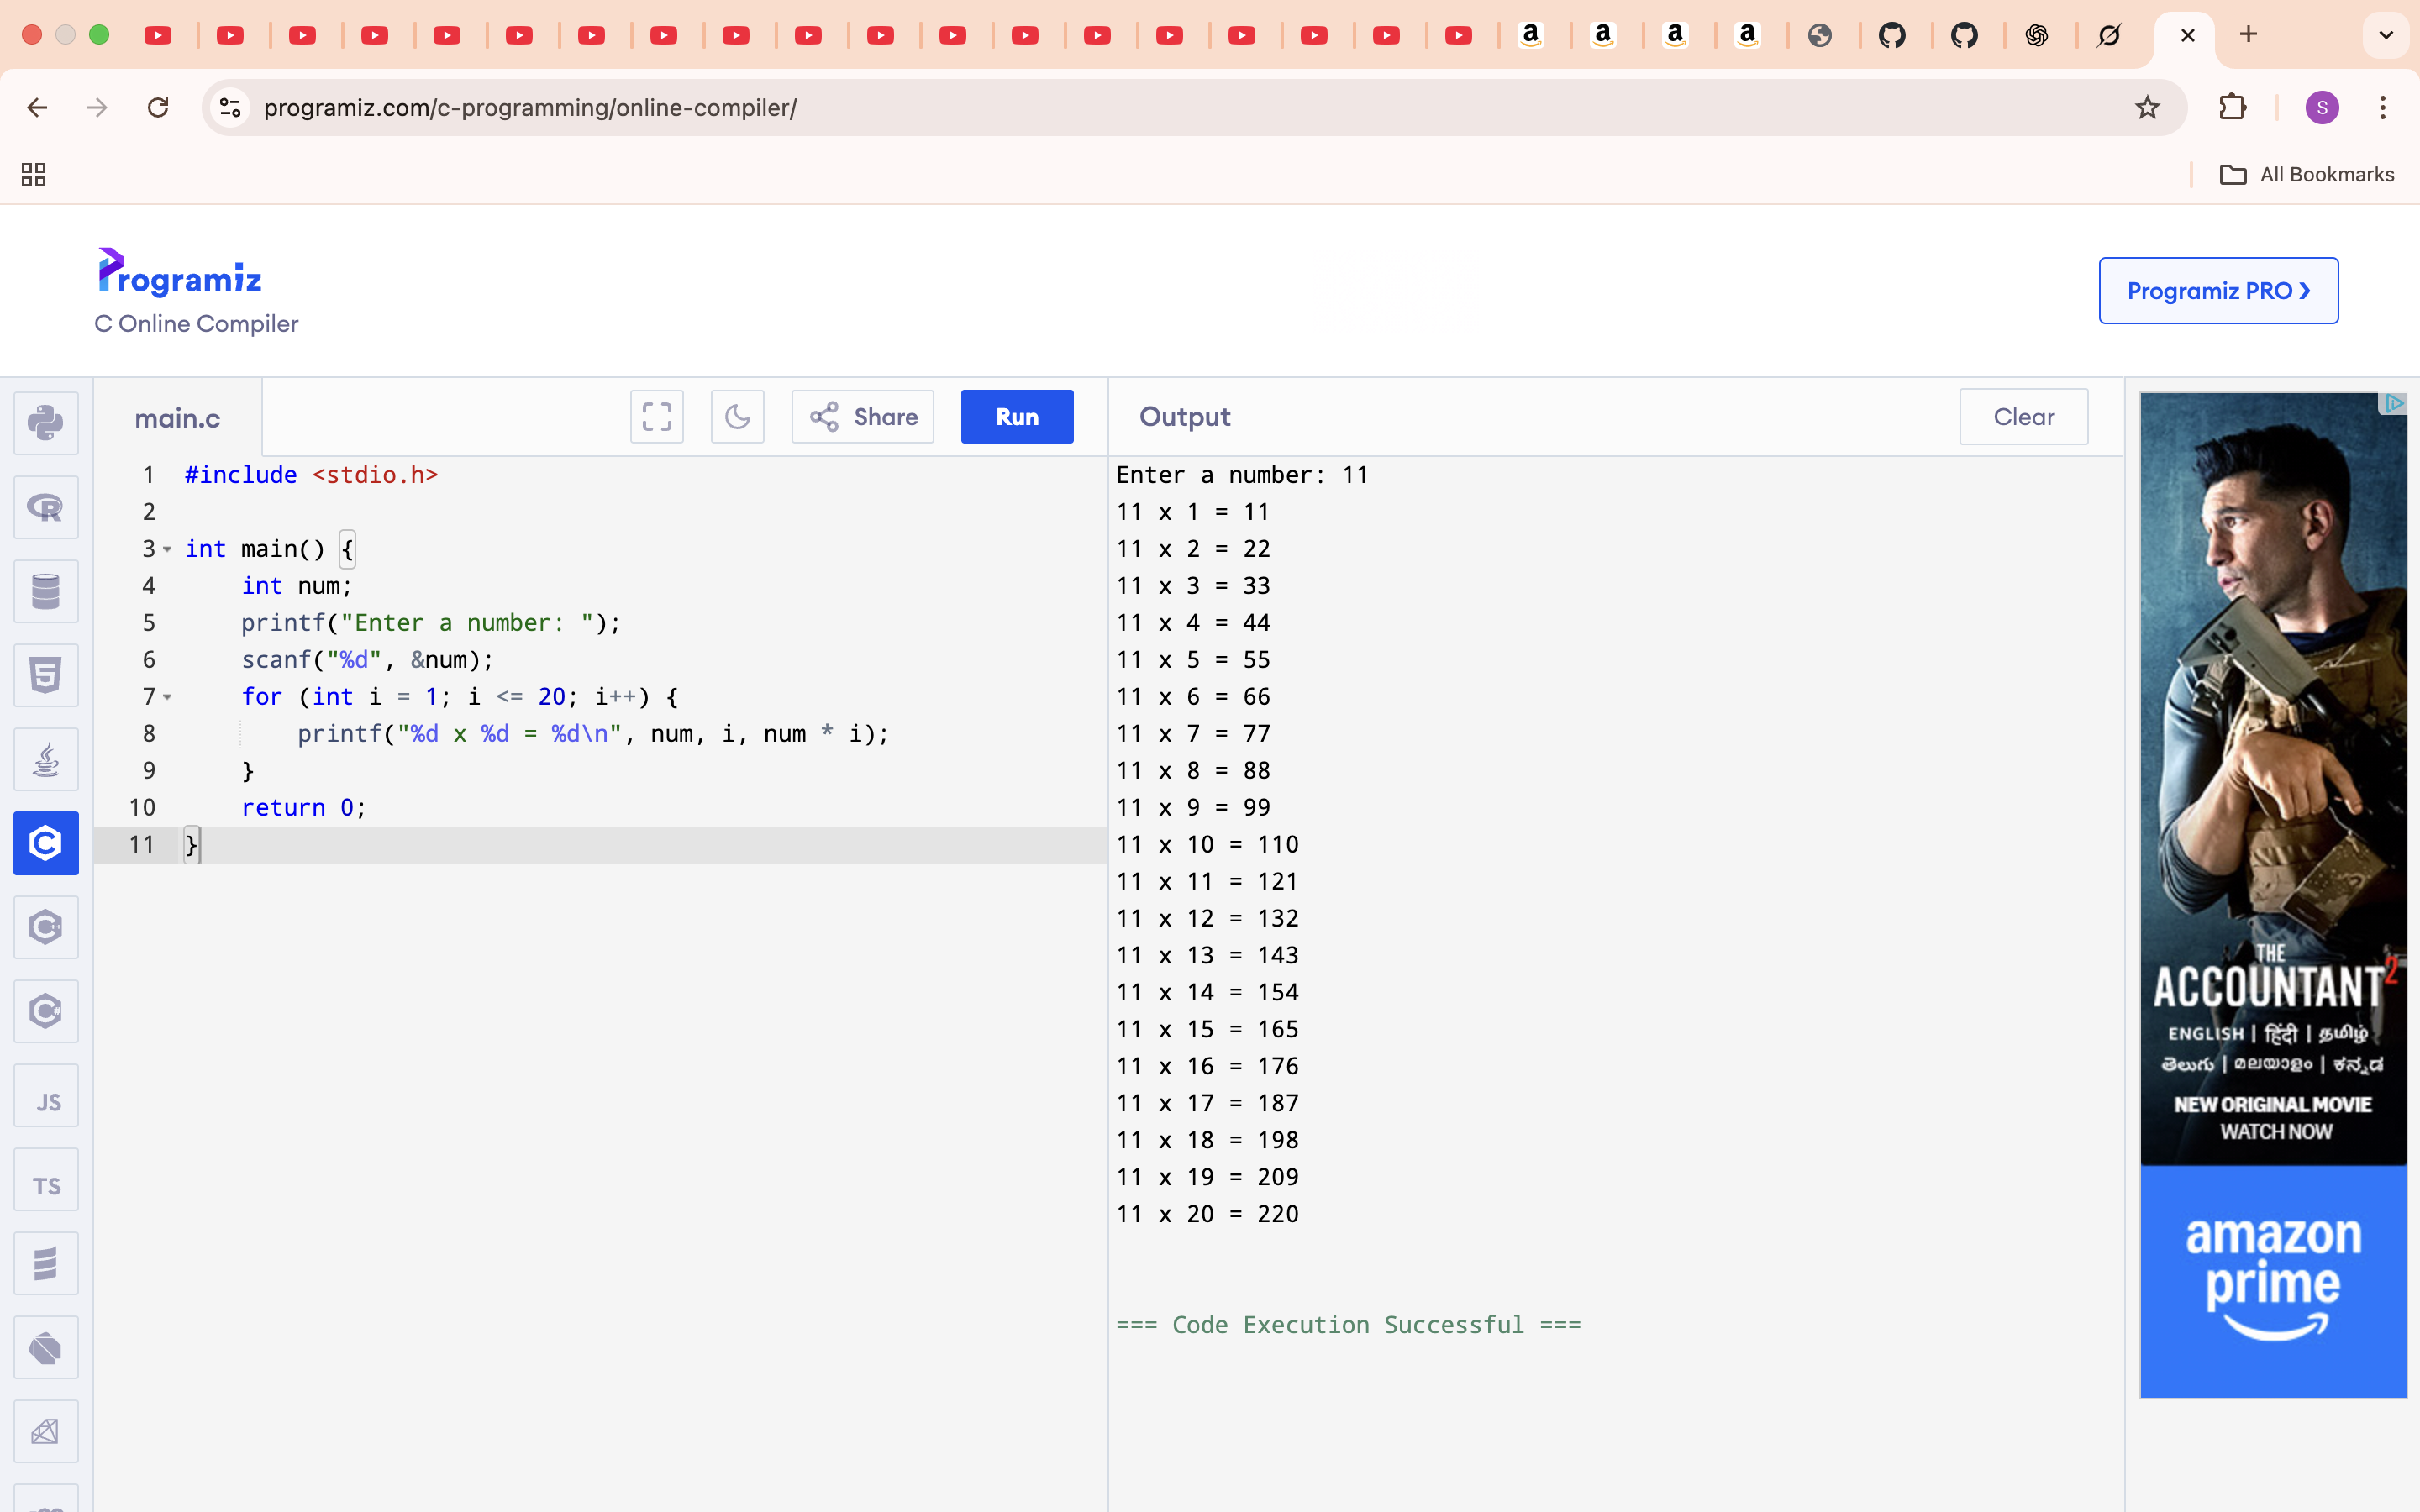 programiz.com/c-programming/online-compiler/
S
All Bookmarks
Programiz
C Online Compiler
Programiz PRO ❯
main.c
Share
Run
Output
Clear
1 #include <stdio.h>
2
3 int main() {
4     int num;
5     printf("Enter a number: ");
6     scanf("%d", &num);
7     for (int i = 1; i <= 20; i++) {
8         printf("%d x %d = %d\n", num, i, num * i);
9     }
10     return 0;
11 }
Enter a number: 11
11 x 1 = 11
11 x 2 = 22
11 x 3 = 33
11 x 4 = 44
11 x 5 = 55
11 x 6 = 66
11 x 7 = 77
11 x 8 = 88
11 x 9 = 99
11 x 10 = 110
11 x 11 = 121
11 x 12 = 132
11 x 13 = 143
11 x 14 = 154
11 x 15 = 165
11 x 16 = 176
11 x 17 = 187
11 x 18 = 198
11 x 19 = 209
11 x 20 = 220
=== Code Execution Successful ===
JS
TS
THE
ACCOUNTANT²
ENGLISH | हिंदी | தமிழ்
తెలుగు | മലയാളം | ಕನ್ನಡ
NEW ORIGINAL MOVIE
WATCH NOW
amazon
prime